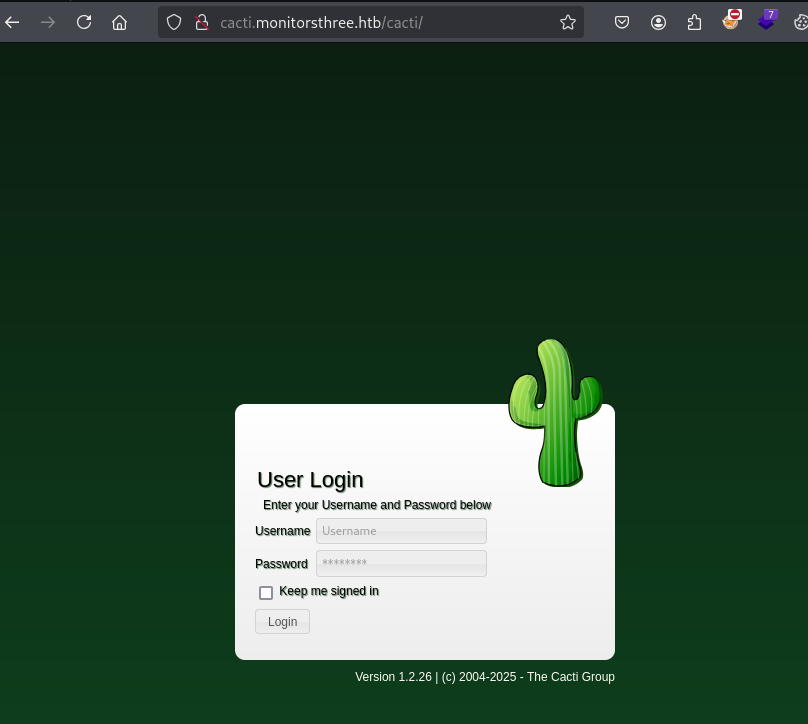 cacti.monitorsthree.htb/cacti/
7
User Login
Enter your Username and Password below
Username Username
Password ********
Keep me signed in
Login
Version 1.2.26 | (c) 2004-2025 - The Cacti Group